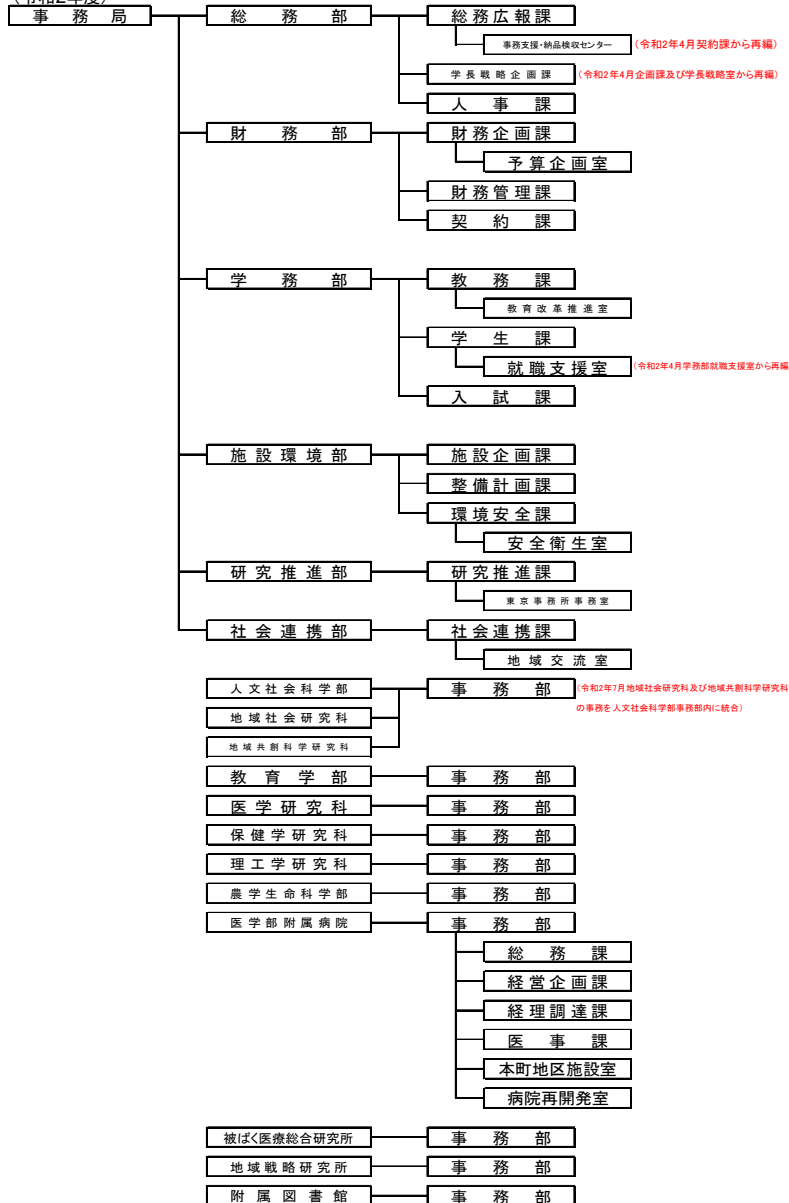 (令和2年度)
事務局 総務部 総務広報課
事務支援・納品検収センター (令和2年4月契約課から再編)
学長戦略企画課 (令和2年4月企画課及び学長戦略室から再編)
人事課
財務部 財務企画課
予算企画室
財務管理課
契約課
学務部 教務課
教育改革推進室
学生課
就職支援室 (令和2年4月学務部就職支援室から再編
入試課
施設環境部 施設企画課
整備計画課
環境安全課
安全衛生室
研究推進部 研究推進課
東京事務所事務室
社会連携部 社会連携課
地域交流室
人文社会科学部 事務部 (令和2年7月地域社会研究科及び地域共創科学研究科
の事務を人文社会科学部事務部内に統合)
地域社会研究科
地域共創科学研究科
教育学部 事務部
医学研究科 事務部
保健学研究科 事務部
理工学研究科 事務部
農学生命科学部 事務部
医学部附属病院 事務部
総務課
経営企画課
経理調達課
医事課
本町地区施設室
病院再開発室
被ばく医療総合研究所 事務部
地域戦略研究所 事務部
附属図書館 事務部